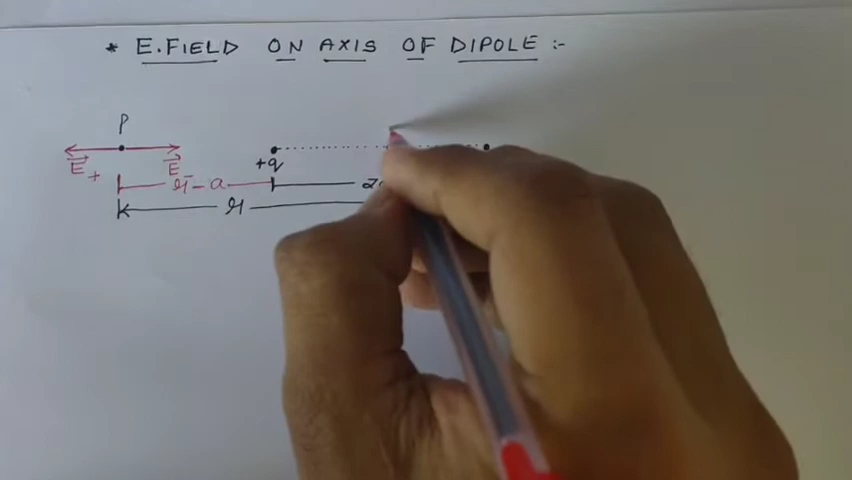 * E.FIELD ON AXIS OF DIPOLE :-
P
+q
E₊ E₋
r - a
r